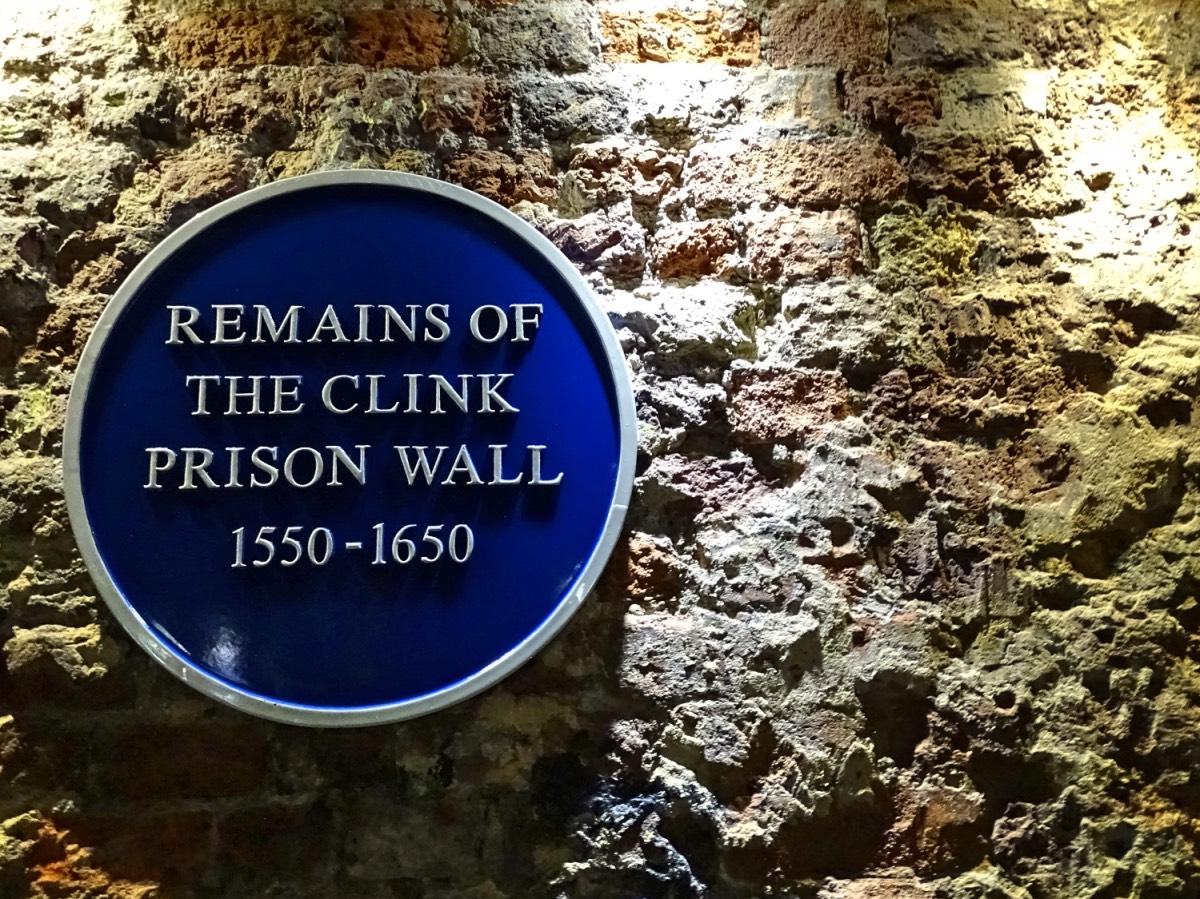 REMAINS OF
THE CLINK
PRISON WALL
1550-1650